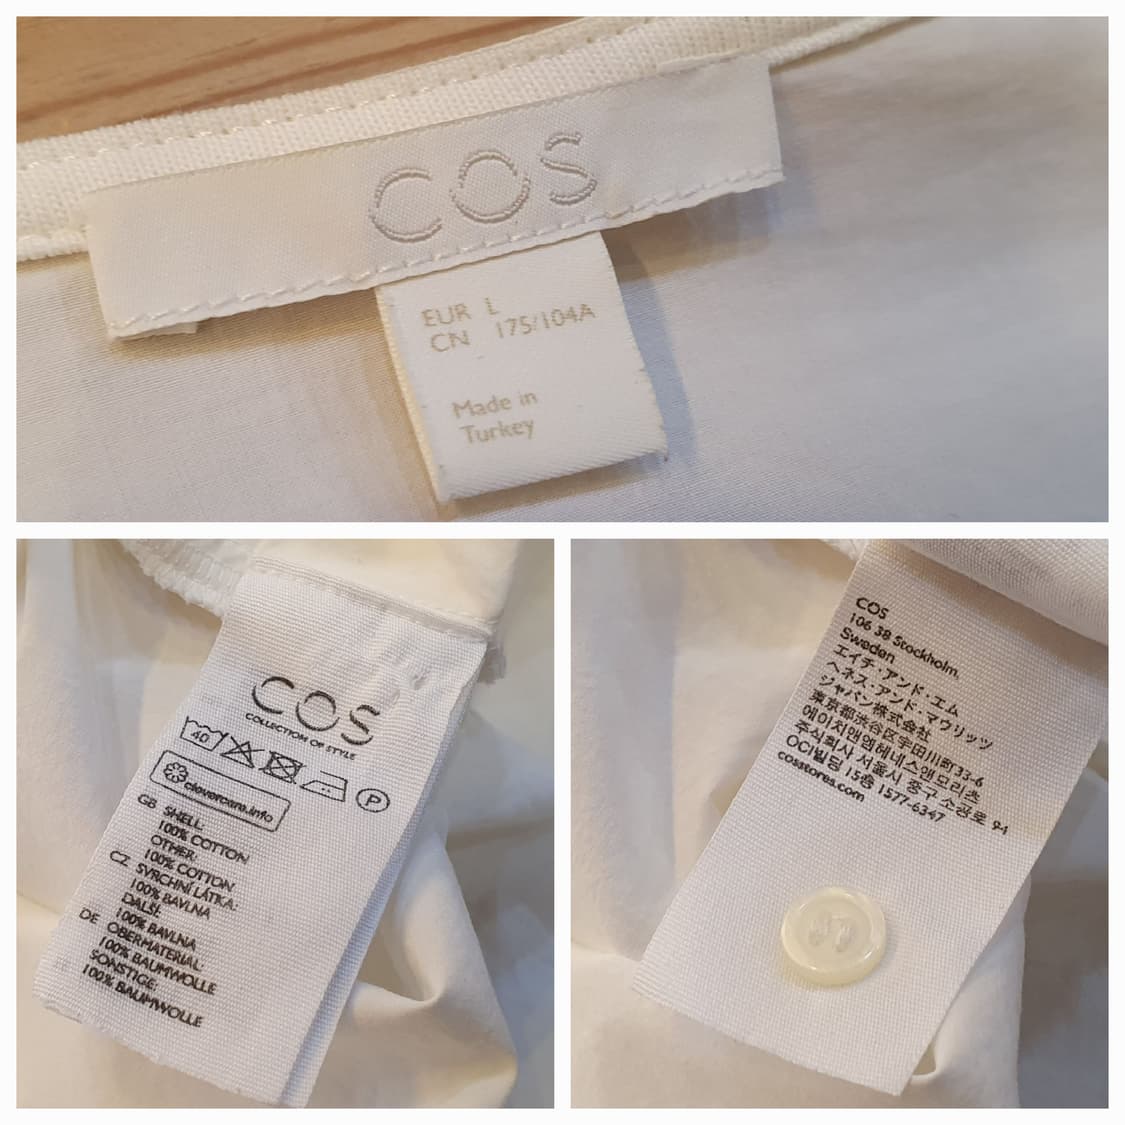 COS
EUR L
CN 175/104A
Made in
Turkey
COS
COLLECTION OF STYLE
40
P
clevercare.info
GB SHELL:
100% COTTON
OTHER:
100% COTTON
CZ SVRCHNÍ LÁTKA:
100% BAVLNA
DALŠÍ:
100% BAVLNA
DE OBERMATERIAL:
100% BAUMWOLLE
SONSTIGE:
100% BAUMWOLLE
COS
106 38 Stockholm,
Sweden
エイチ・アンド・エム
ヘネス・アンド・マウリッツ
ジャパン株式会社
東京都渋谷区宇田川町33-6
에이치앤엠헤네스앤모리츠
주식회사 서울시 중구 소공로 94
OCI빌딩 15층 1577-6347
cosstores.com